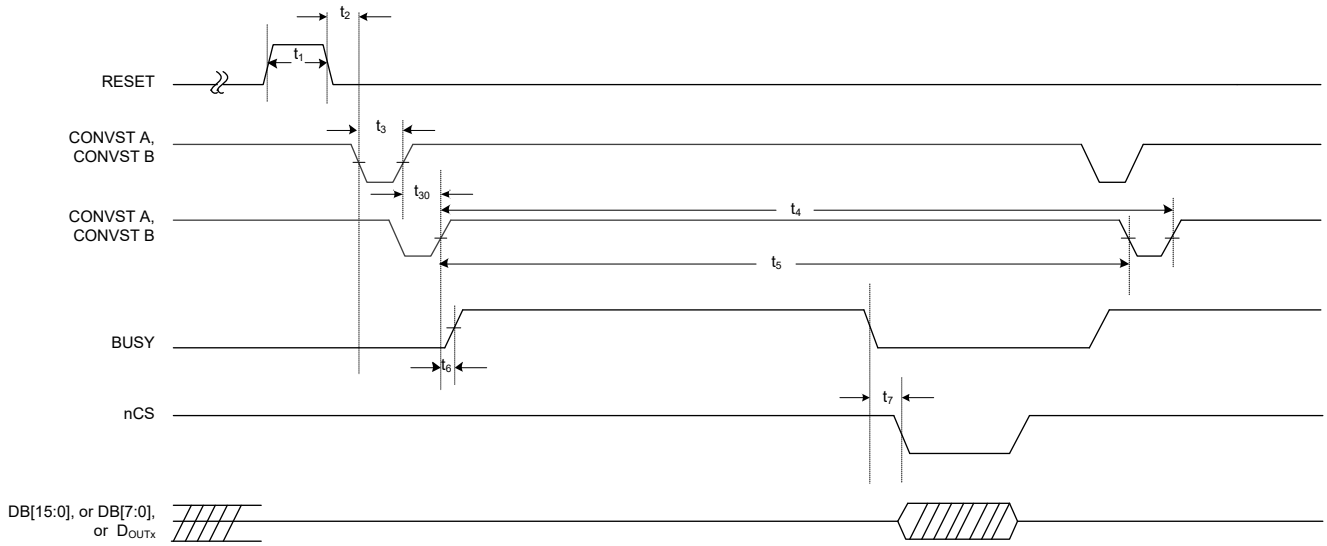 t2
t1
RESET
CONVST A,
CONVST B
t3
t30
CONVST A,
CONVST B
t4
t5
BUSY
t6
nCS
t7
DB[15:0], or DB[7:0],
or DOUTx